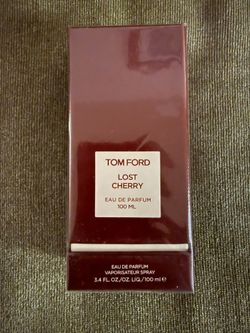 TOM FORD
LOST
CHERRY
EAU DE PARFUM
100 ML
EAU DE PARFUM
VAPORISATEUR SPRAY
3.4 FL. OZ./OZ. LIQ./100 ml ℮